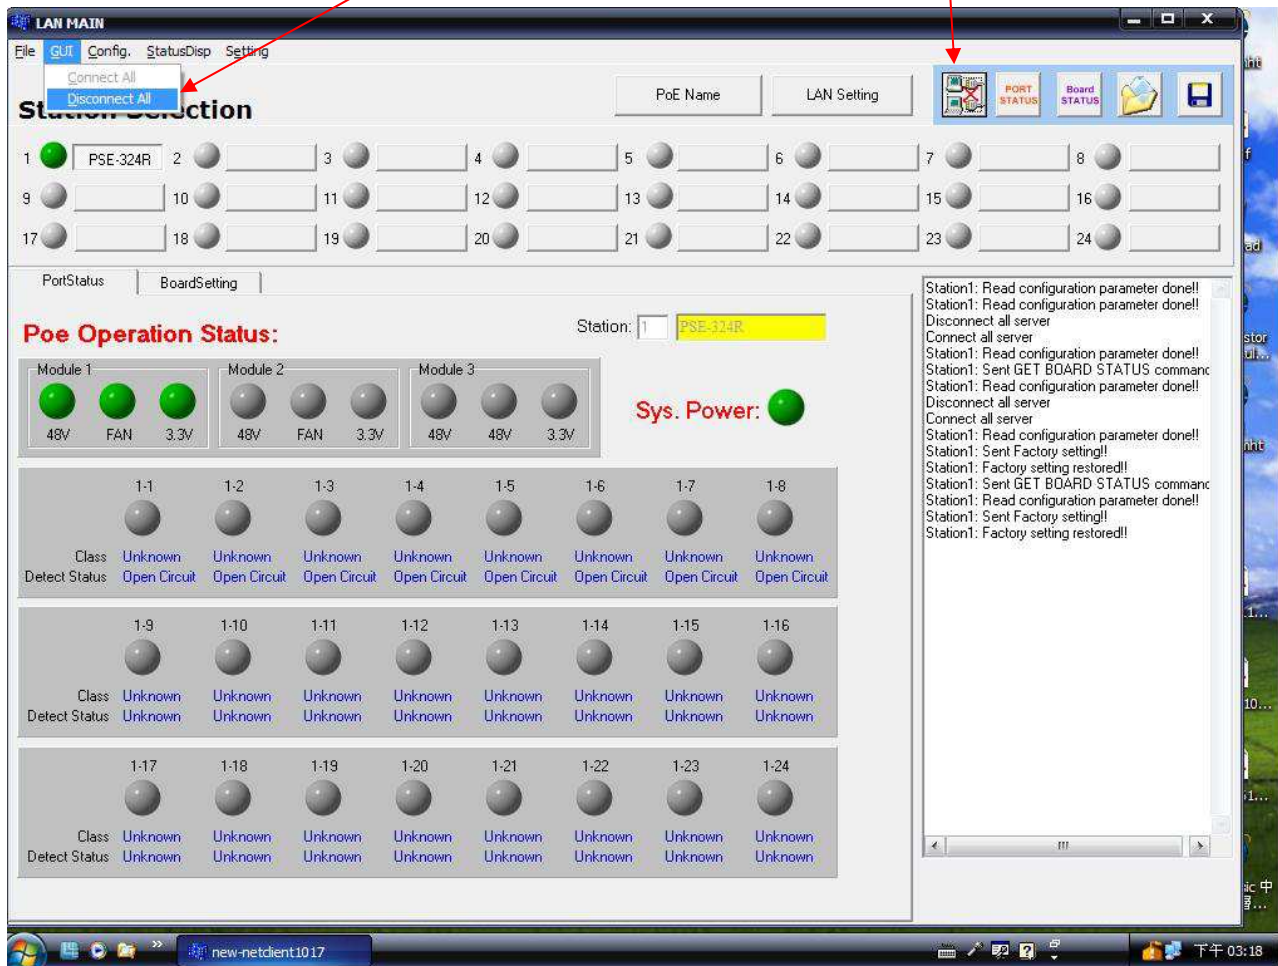 LAN MAIN
File GUI Config. StatusDisp Setting
Connect All
Disconnect All
Station Selection
PoE Name LAN Setting PORT STATUS Board STATUS
1 PSE-324R 2 3 4 5 6 7 8
9 10 11 12 13 14 15 16
17 18 19 20 21 22 23 24
PortStatus BoardSetting
Poe Operation Status:
Station: 1 PSE-324R
Module 1 Module 2 Module 3
48V FAN 3.3V 48V FAN 3.3V 48V 48V 3.3V
Sys. Power:
1-1 1-2 1-3 1-4 1-5 1-6 1-7 1-8
Class Unknown Unknown Unknown Unknown Unknown Unknown Unknown Unknown
Detect Status Open Circuit Open Circuit Open Circuit Open Circuit Open Circuit Open Circuit Open Circuit Open Circuit
1-9 1-10 1-11 1-12 1-13 1-14 1-15 1-16
Class Unknown Unknown Unknown Unknown Unknown Unknown Unknown Unknown
Detect Status Unknown Unknown Unknown Unknown Unknown Unknown Unknown Unknown
1-17 1-18 1-19 1-20 1-21 1-22 1-23 1-24
Class Unknown Unknown Unknown Unknown Unknown Unknown Unknown Unknown
Detect Status Unknown Unknown Unknown Unknown Unknown Unknown Unknown Unknown
Station1: Read configuration parameter done!!
Station1: Read configuration parameter done!!
Disconnect all server
Connect all server
Station1: Read configuration parameter done!!
Station1: Sent GET BOARD STATUS command
Station1: Read configuration parameter done!!
Disconnect all server
Connect all server
Station1: Read configuration parameter done!!
Station1: Sent Factory setting!!
Station1: Factory setting restored!!
Station1: Sent GET BOARD STATUS command
Station1: Read configuration parameter done!!
Station1: Sent Factory setting!!
Station1: Factory setting restored!!
new-netclient1017
下午 03:18